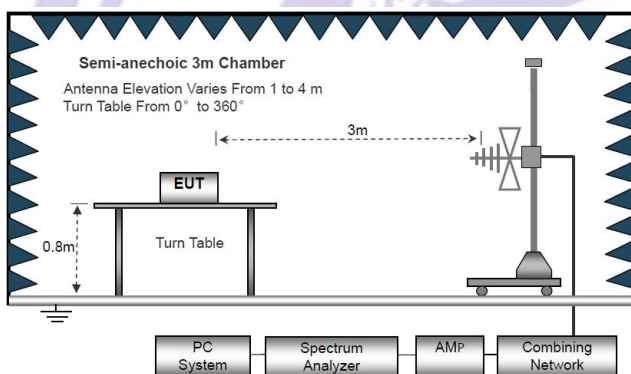 Semi-anechoic 3m Chamber
Antenna Elevation Varies From 1 to 4 m
Turn Table From 0° to 360°
3m
EUT
0.8m
Turn Table
PC
System
Spectrum
Analyzer
AMP
Combining
Network